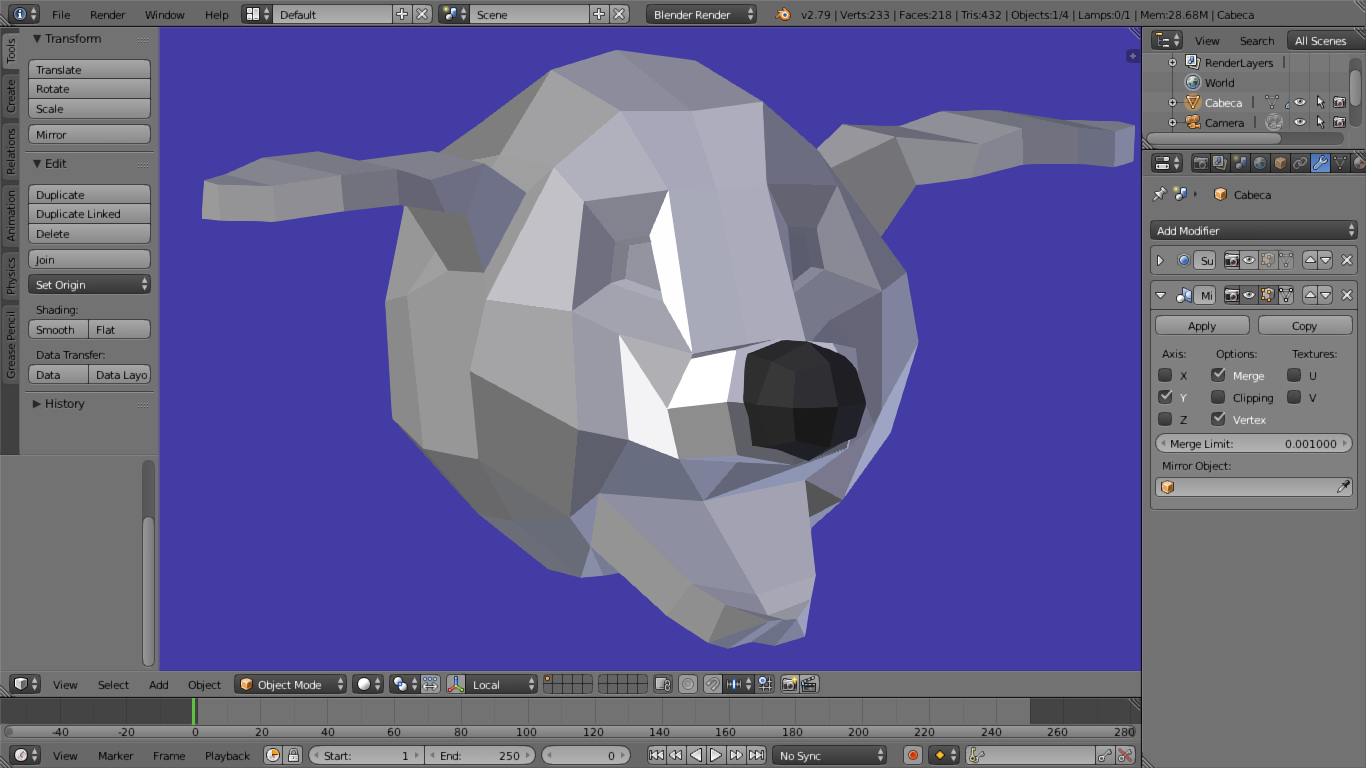 File Render Window Help Default Scene Blender Render v2.79 | Verts:233 | Faces:218 | Tris:432 | Objects:1/4 | Lamps:0/1 | Mem:28.68M | Cabeca
Tools
Create
Relations
Animation
Physics
Grease Pencil
Transform
Translate
Rotate
Scale
Mirror
Edit
Duplicate
Duplicate Linked
Delete
Join
Set Origin
Shading:
Smooth Flat
Data Transfer:
Data Data Layo
History
View Search All Scenes
RenderLayers
World
Cabeca
Camera
Cabeca
Add Modifier
Su
Mi
Apply Copy
Axis: Options: Textures:
X Merge U
Y Clipping V
Z Vertex
Merge Limit: 0.001000
Mirror Object:
View Select Add Object Object Mode Local
-40 -20 0 20 40 60 80 100 120 140 160 180 200 220 240 260 280
View Marker Frame Playback Start: 1 End: 250 0 No Sync